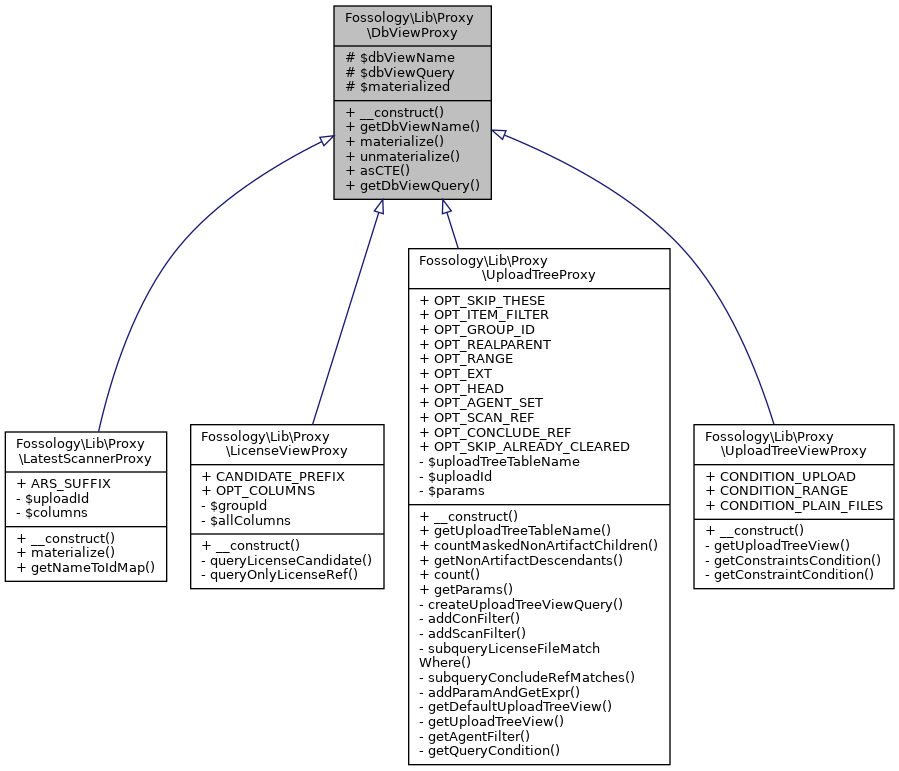 Fossology\Lib\Proxy
\DbViewProxy
# $dbViewName
# $dbViewQuery
# $materialized
+ __construct()
+ getDbViewName()
+ materialize()
+ unmaterialize()
+ asCTE()
+ getDbViewQuery()
Fossology\Lib\Proxy
\LatestScannerProxy
+ ARS_SUFFIX
- $uploadId
- $columns
+ __construct()
+ materialize()
+ getNameToIdMap()
Fossology\Lib\Proxy
\LicenseViewProxy
+ CANDIDATE_PREFIX
+ OPT_COLUMNS
- $groupId
- $allColumns
+ __construct()
- queryLicenseCandidate()
- queryOnlyLicenseRef()
Fossology\Lib\Proxy
\UploadTreeProxy
+ OPT_SKIP_THESE
+ OPT_ITEM_FILTER
+ OPT_GROUP_ID
+ OPT_REALPARENT
+ OPT_RANGE
+ OPT_EXT
+ OPT_HEAD
+ OPT_AGENT_SET
+ OPT_SCAN_REF
+ OPT_CONCLUDE_REF
+ OPT_SKIP_ALREADY_CLEARED
- $uploadTreeTableName
- $uploadId
- $params
+ __construct()
+ getUploadTreeTableName()
+ countMaskedNonArtifactChildren()
+ getNonArtifactDescendants()
+ count()
+ getParams()
- createUploadTreeViewQuery()
- addConFilter()
- addScanFilter()
- subqueryLicenseFileMatch
Where()
- subqueryConcludeRefMatches()
- addParamAndGetExpr()
- getDefaultUploadTreeView()
- getUploadTreeView()
- getAgentFilter()
- getQueryCondition()
Fossology\Lib\Proxy
\UploadTreeViewProxy
+ CONDITION_UPLOAD
+ CONDITION_RANGE
+ CONDITION_PLAIN_FILES
+ __construct()
- getUploadTreeView()
- getConstraintsCondition()
- getConstraintCondition()